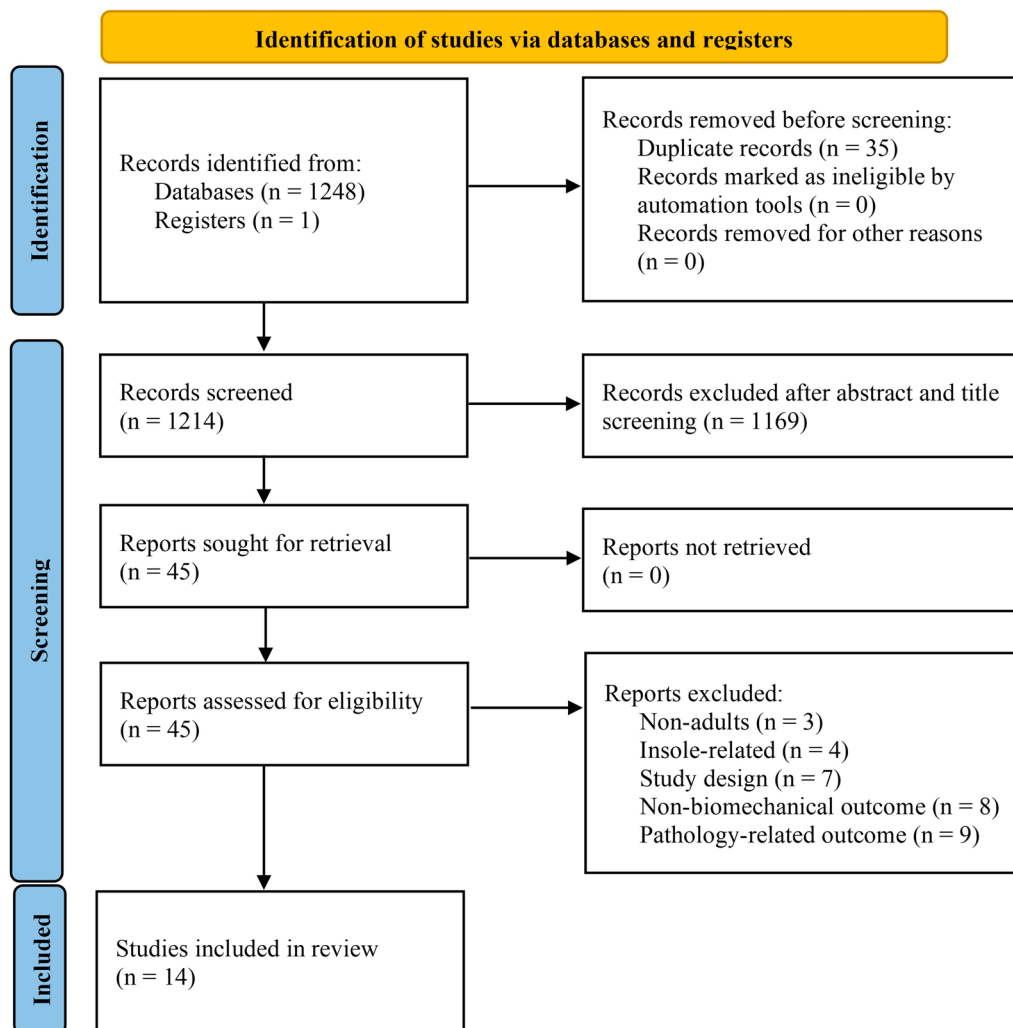 Identification of studies via databases and registers
Identification
Records identified from:
Databases (n = 1248)
Registers (n = 1)
Records removed before screening:
Duplicate records (n = 35)
Records marked as ineligible by
automation tools (n = 0)
Records removed for other reasons
(n = 0)
Screening
Records screened
(n = 1214)
Records excluded after abstract and title
screening (n = 1169)
Reports sought for retrieval
(n = 45)
Reports not retrieved
(n = 0)
Reports assessed for eligibility
(n = 45)
Reports excluded:
Non-adults (n = 3)
Insole-related (n = 4)
Study design (n = 7)
Non-biomechanical outcome (n = 8)
Pathology-related outcome (n = 9)
Included
Studies included in review
(n = 14)